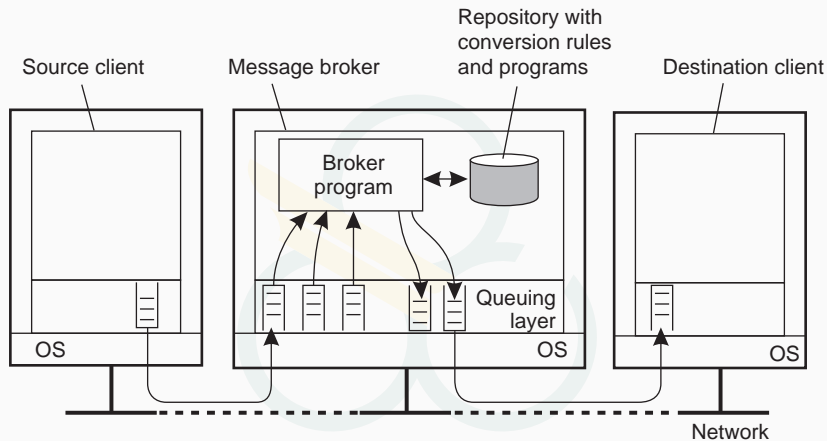 Repository with
conversion rules
and programs
Source client
Message broker
Destination client
Broker
program
Queuing
layer
OS
OS
OS
Network